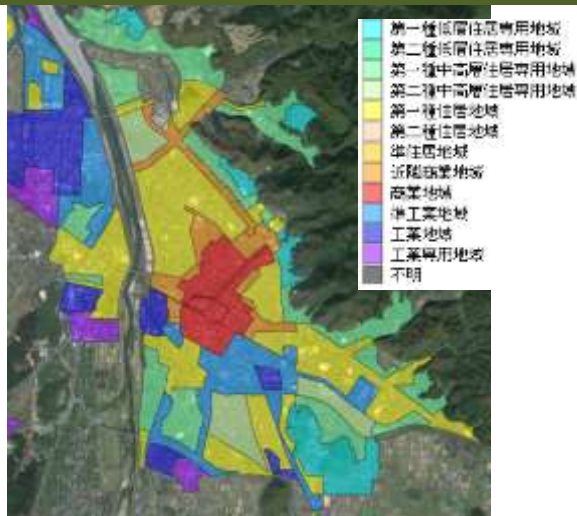 第一種低層住居専用地域
第二種低層住居専用地域
第一種中高層住居専用地域
第二種中高層住居専用地域
第一種住居地域
第二種住居地域
準住居地域
近隣商業地域
商業地域
準工業地域
工業地域
工業専用地域
不明